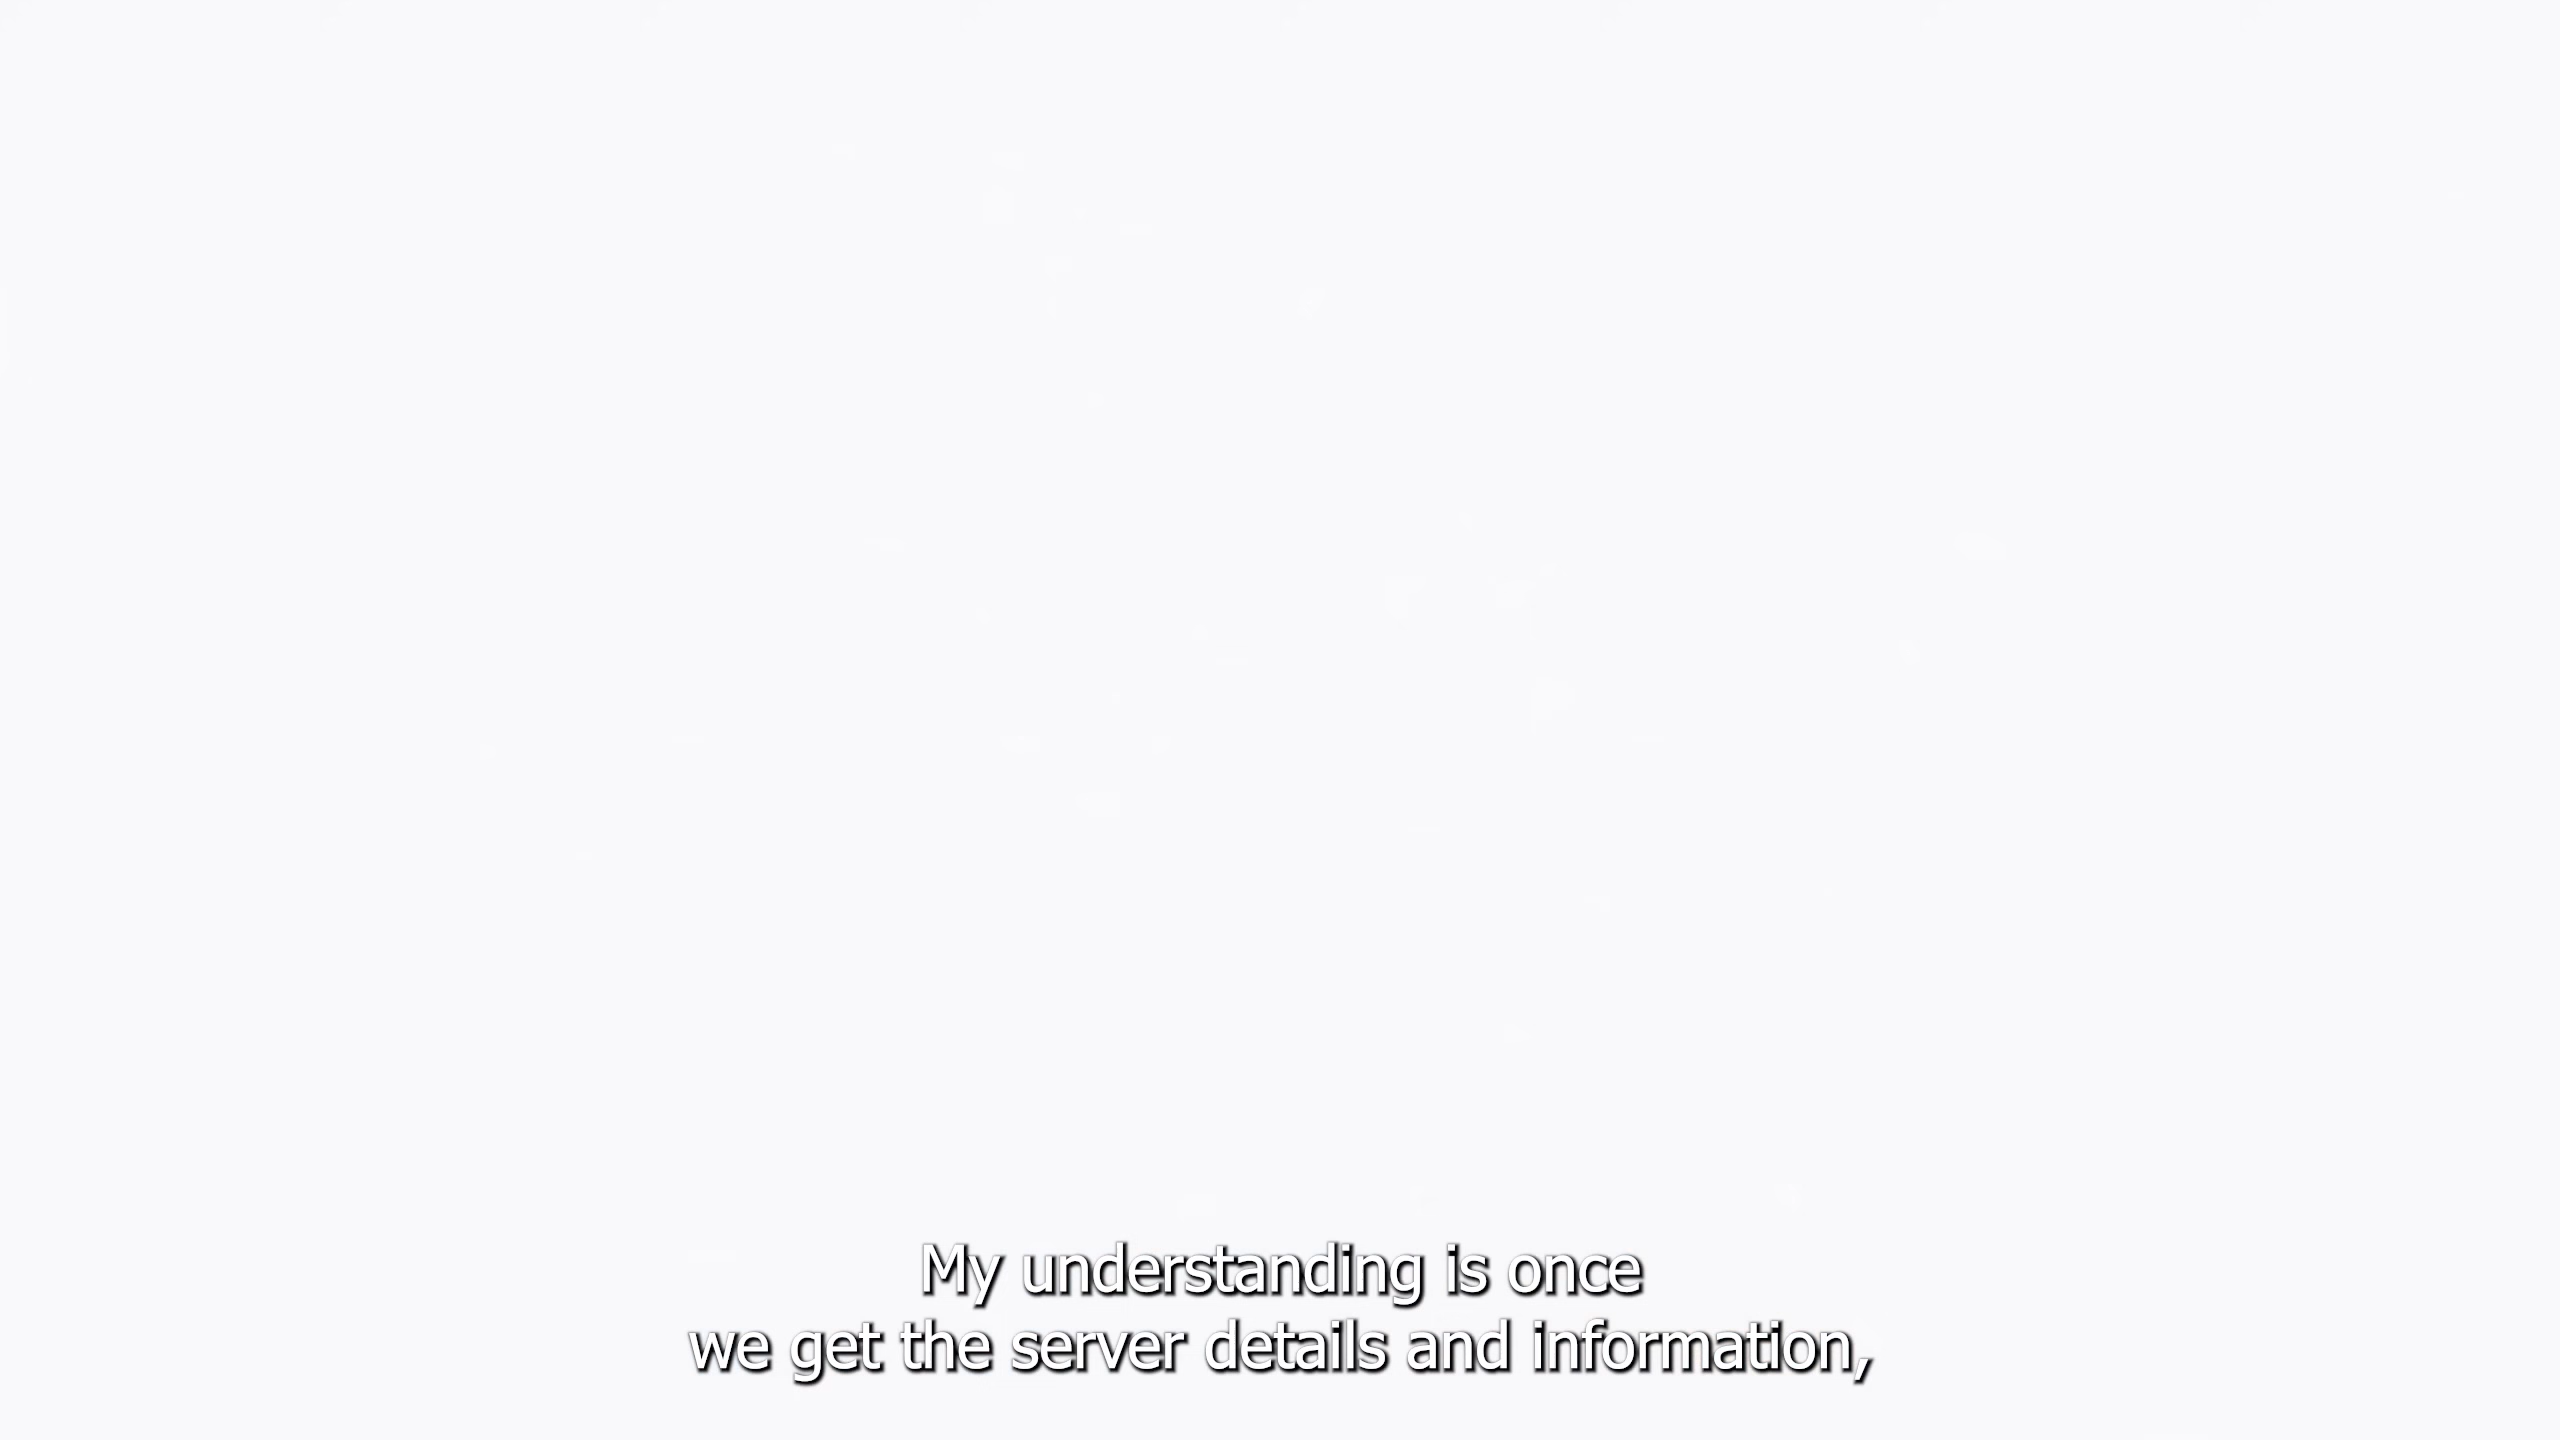 My understanding is once
we get the server details and information,